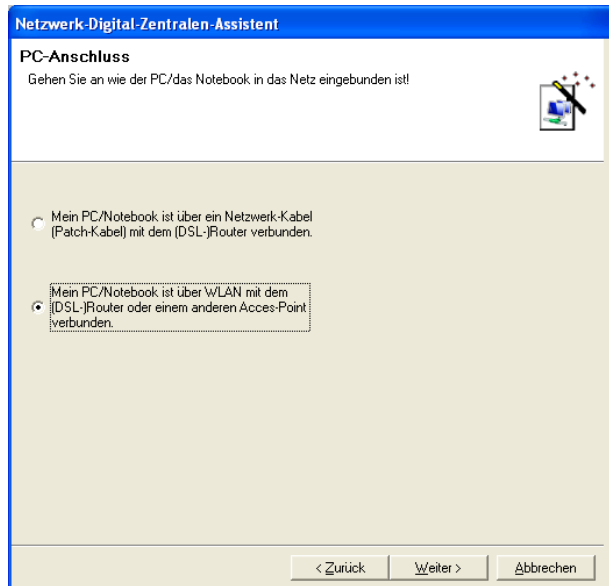 Netzwerk-Digital-Zentralen-Assistent
PC-Anschluss
Gehen Sie an wie der PC/das Notebook in das Netz eingebunden ist!
Mein PC/Notebook ist über ein Netzwerk-Kabel
(Patch-Kabel) mit dem (DSL-)Router verbunden.
Mein PC/Notebook ist über WLAN mit dem
(DSL-)Router oder einem anderen Acces-Point
verbunden.
< Zurück Weiter > Abbrechen